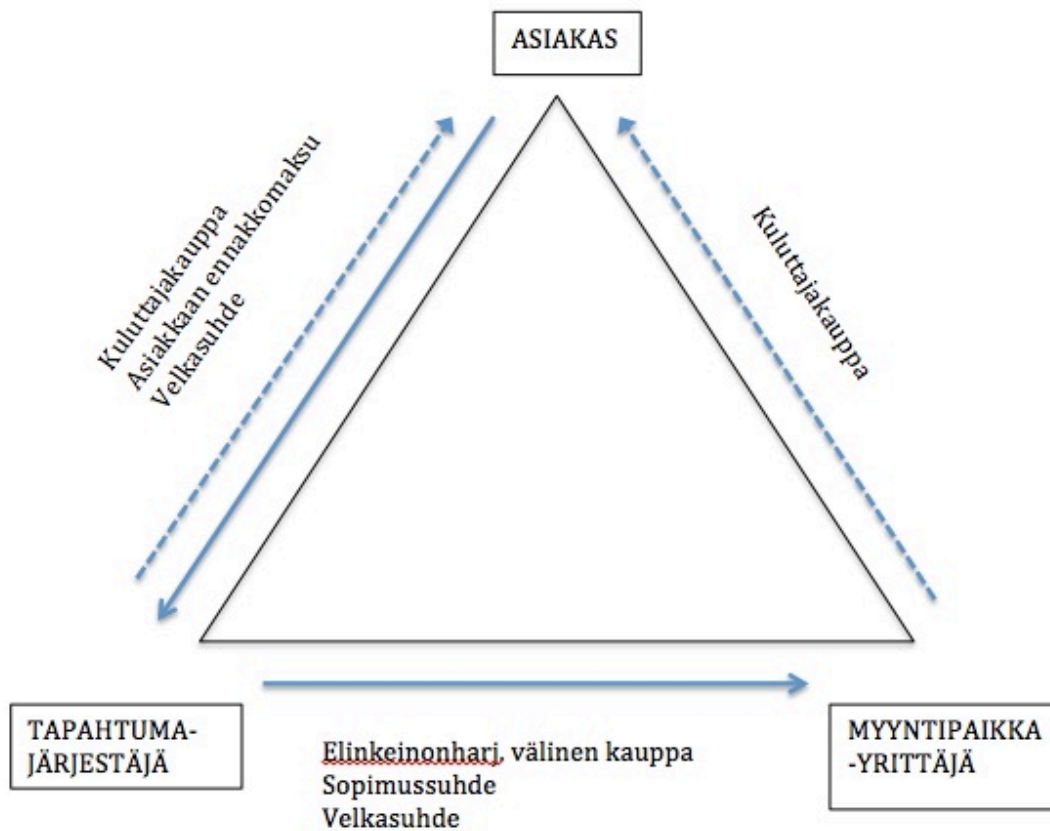 ASIAKAS
Kuluttajakauppa
Asiakkaan ennakkomaksu
Velkasuhde
Kuluttajakauppa
TAPAHTUMA-
JÄRJESTÄJÄ
Elinkeinonharj, välinen kauppa
Sopimussuhde
Velkasuhde
MYYNTIPAIKKA
-YRITTÄJÄ